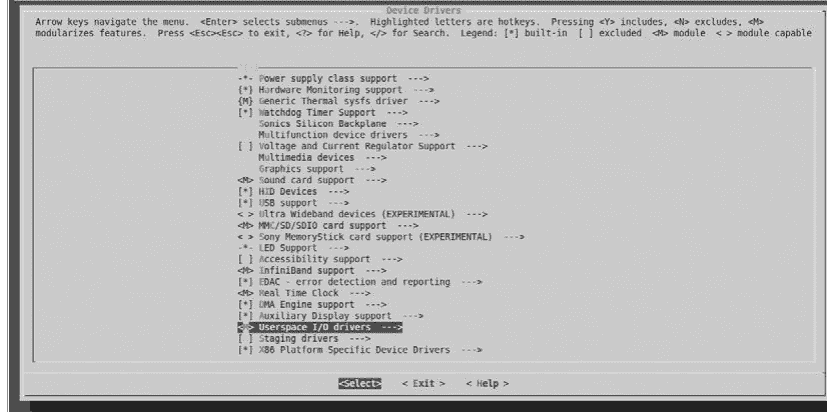 Device Drivers
Arrow keys navigate the menu. <Enter> selects submenus --->. Highlighted letters are hotkeys. Pressing <Y> includes, <N> excludes, <M>
modularizes features. Press <Esc><Esc> to exit, <?> for Help, </> for Search. Legend: [*] built-in [ ] excluded <M> module < > module capable
-*- Power supply class support --->
{*} Hardware Monitoring support --->
{M} Generic Thermal sysfs driver --->
[*] Watchdog Timer Support --->
Sonics Silicon Backplane --->
Multifunction device drivers --->
[ ] Voltage and Current Regulator Support --->
Multimedia devices --->
Graphics support --->
<M> Sound card support --->
[*] HID Devices --->
[*] USB support --->
< > Ultra Wideband devices (EXPERIMENTAL) --->
<M> MMC/SD/SDIO card support --->
< > Sony MemoryStick card support (EXPERIMENTAL) --->
-*- LED Support --->
[ ] Accessibility support --->
<M> InfiniBand support --->
[*] EDAC - error detection and reporting --->
<M> Real Time Clock --->
[*] DMA Engine support --->
[*] Auxiliary Display support --->
<M> Userspace I/O drivers --->
[ ] Staging drivers --->
[*] X86 Platform Specific Device Drivers --->
<Select> < Exit > < Help >